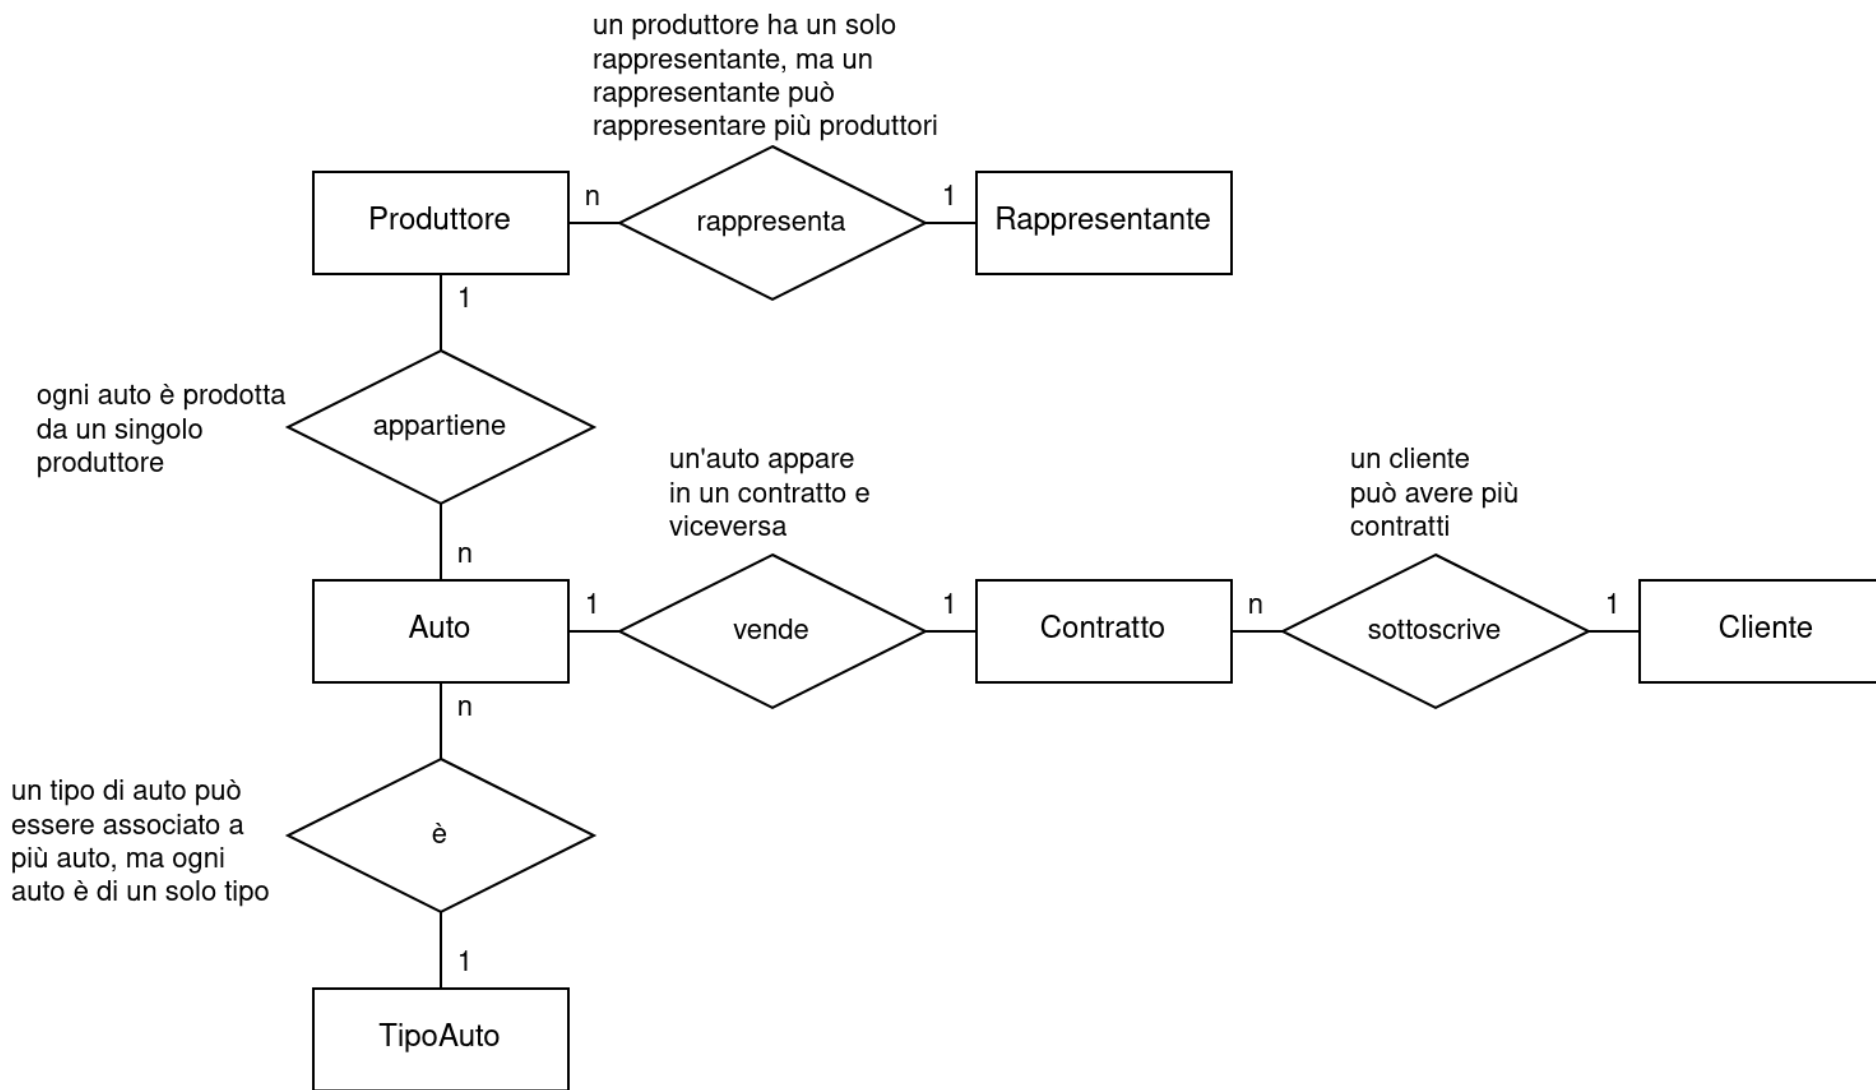 un produttore ha un solo
rappresentante, ma un
rappresentante può
rappresentare più produttori
Produttore
n
rappresenta
1
Rappresentante
1
ogni auto è prodotta
da un singolo
produttore
appartiene
un'auto appare
in un contratto e
viceversa
un cliente
può avere più
contratti
n
Auto
1
vende
1
Contratto
n
sottoscrive
1
Cliente
n
un tipo di auto può
essere associato a
più auto, ma ogni
auto è di un solo tipo
è
1
TipoAuto